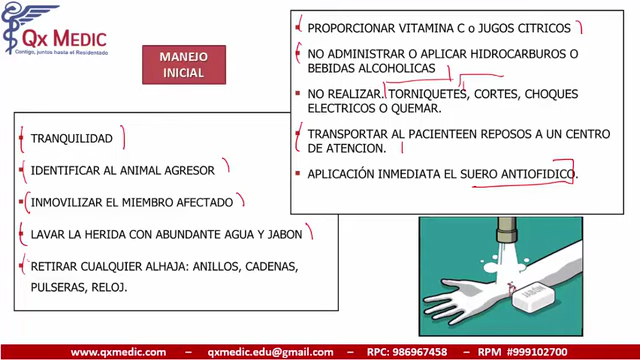 Qx MEDIC
Contigo, juntos hasta el Residentado
MANEJO
INICIAL
TRANQUILIDAD
IDENTIFICAR AL ANIMAL AGRESOR
INMOVILIZAR EL MIEMBRO AFECTADO
LAVAR LA HERIDA CON ABUNDANTE AGUA Y JABON
RETIRAR CUALQUIER ALHAJA: ANILLOS, CADENAS,
PULSERAS, RELOJ.
PROPORCIONAR VITAMINA C o JUGOS CITRICOS
NO ADMINISTRAR O APLICAR HIDROCARBUROS O
BEBIDAS ALCOHOLICAS
NO REALIZAR. TORNIQUETES, CORTES, CHOQUES
ELECTRICOS O QUEMAR.
TRANSPORTAR AL PACIENTEEN REPOSOS A UN CENTRO
DE ATENCION.
APLICACIÓN INMEDIATA EL SUERO ANTIOFIDICO.
JABÓN
www.qxmedic.com - qxmedic.edu@gmail.com - RPC: 986967458 - RPM #999102700